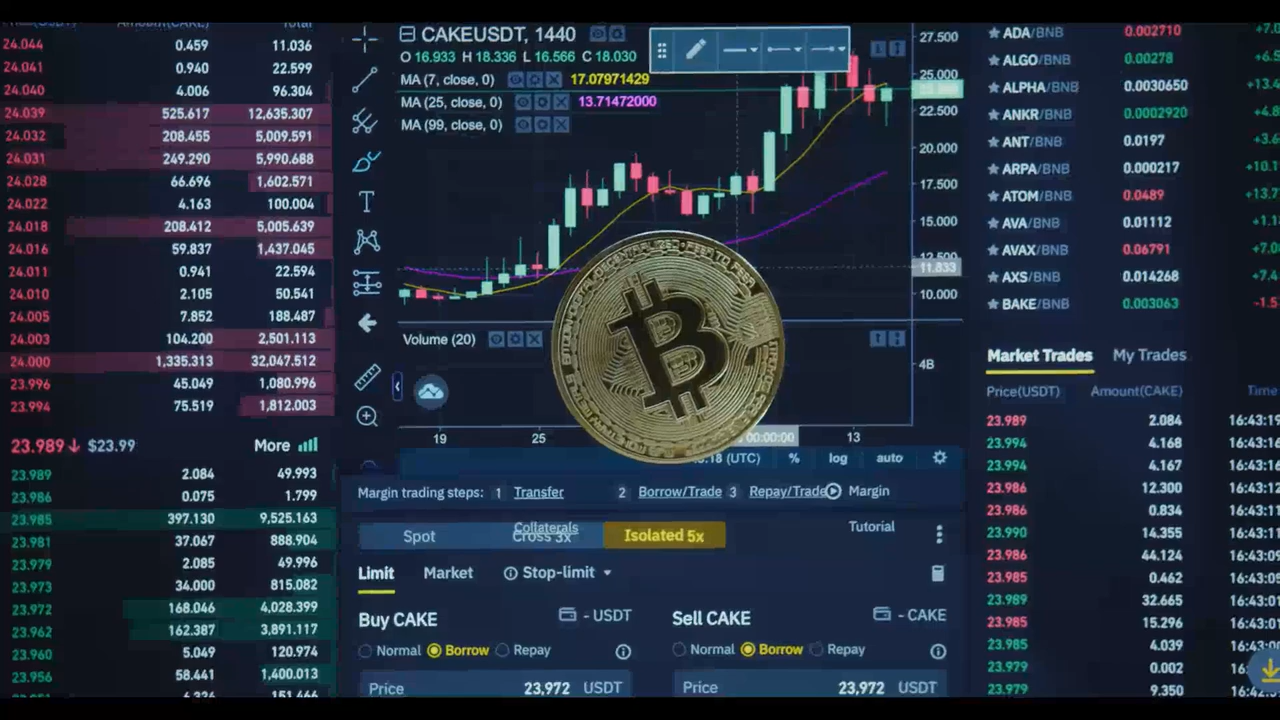 Price(USDT) Amount(CAKE) Total
24.044 0.459 11.036
24.041 0.940 22.599
24.040 4.006 96.304
24.039 525.617 12,635.307
24.032 208.455 5,009.591
24.031 249.290 5,990.688
24.028 66.696 1,602.571
24.022 4.163 100.004
24.018 208.412 5,005.639
24.016 59.837 1,437.045
24.011 0.941 22.594
24.010 2.105 50.541
24.005 7.852 188.487
24.003 104.200 2,501.113
24.000 1,335.313 32,047.512
23.996 45.049 1,080.996
23.994 75.519 1,812.003
23.989↓ $23.99 More
23.989 2.084 49.993
23.986 0.075 1.799
23.985 397.130 9,525.163
23.981 37.067 888.904
23.979 2.085 49.996
23.973 34.000 815.082
23.972 168.046 4,028.399
23.962 162.387 3,891.117
23.960 5.049 120.974
23.956 58.441 1,400.013
CAKEUSDT, 1440
O 16.933 H 18.336 L 16.566 C 18.030
MA (7, close, 0) 17.07971429
MA (25, close, 0) 13.71472000
MA (99, close, 0)
27.500
25.000
22.500
20.000
17.500
15.000
12.500
11.833
10.000
Volume (20)
4B
19 25 00:00:00 13
(UTC) % log auto
Margin trading steps: 1 Transfer 2 Borrow/Trade 3 Repay/Trade Margin
Collaterals Tutorial
Spot Cross 3x Isolated 5x
Limit Market Stop-limit
Buy CAKE - USDT Sell CAKE - CAKE
Normal Borrow Repay Normal Borrow Repay
Price 23,972 USDT Price 23,972 USDT
ADA/BNB 0.002710
ALGO/BNB 0.00278
ALPHA/BNB 0.0030650
ANKR/BNB 0.0002920
ANT/BNB 0.0197
ARPA/BNB 0.000217
ATOM/BNB 0.0489
AVA/BNB 0.01112
AVAX/BNB 0.06791
AXS/BNB 0.014268
BAKE/BNB 0.003063 -1.5
Market Trades My Trades
Price(USDT) Amount(CAKE) Time
23.989 2.084 16:43:19
23.994 4.168 16:43:16
23.994 4.167 16:43:16
23.986 12.300 16:43:12
23.986 0.834 16:43:11
23.990 14.355 16:43:11
23.986 44.124 16:43:09
23.985 0.462 16:43:05
23.989 32.665 16:43:01
23.985 15.296 16:43:01
23.985 4.039
23.979 0.002
23.979 9.350